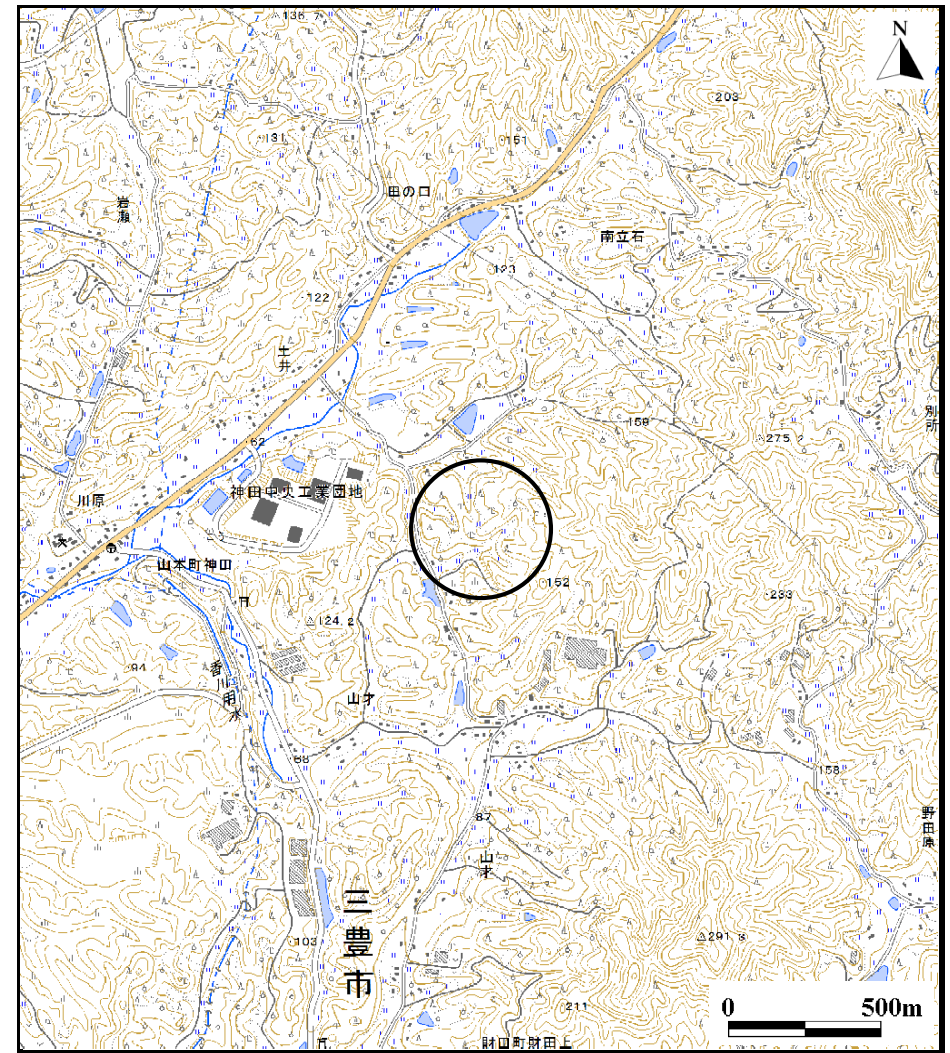 136.7
N
203
131
151
田の口
岩瀬
南立石
123
122
土井
159
別所
275.2
62
神田中央工業団地
川原
山本町神田
152
233
124.2
94
香川用水
山才
68
158
87
野田原
山才
三豊市
291.3
103
0 500m
211
財田町財田上